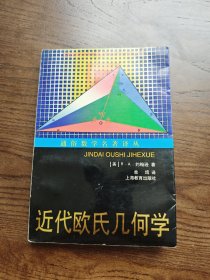 通俗数学名著译丛
JINDAI OUSHI JIHEXUE
[美] R · A · 约翰逊 著
单 墫 译
上海教育出版社
近代欧氏几何学